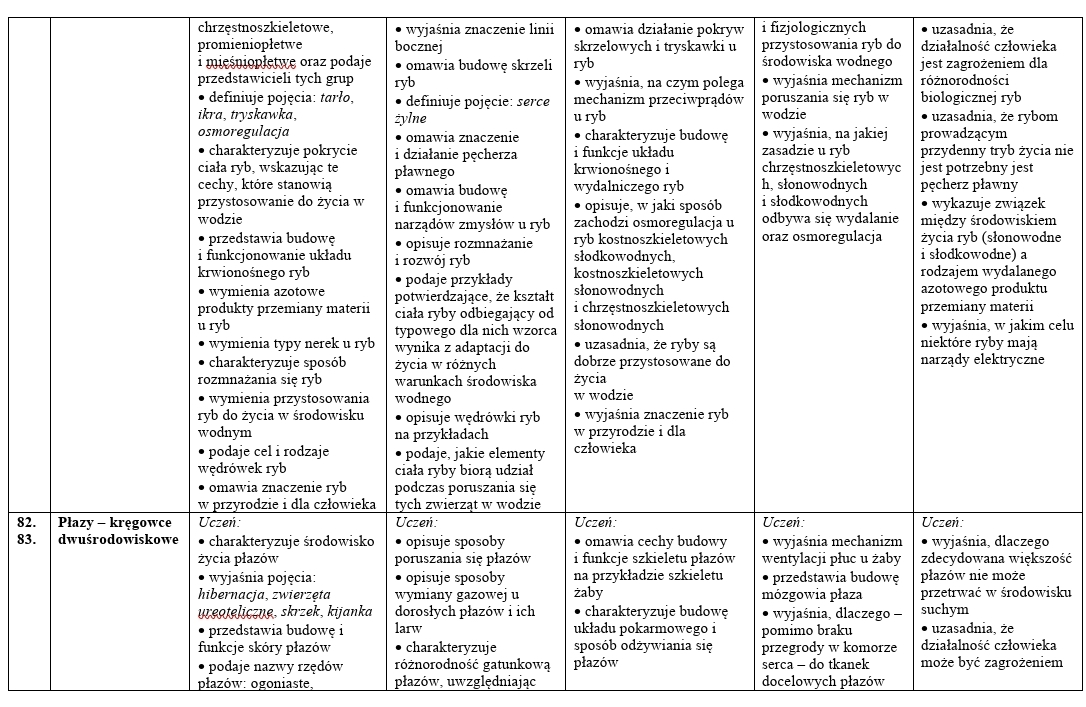 chrzęstnoszkieletowe,
promieniopłetwe
i mięśniopłetwe oraz podaje
przedstawicieli tych grup
• definiuje pojęcia: tarło,
ikra, tryskawka,
osmoregulacja
• charakteryzuje pokrycie
ciała ryb, wskazując te
cechy, które stanowią
przystosowanie do życia w
wodzie
• przedstawia budowę
i funkcjonowanie układu
krwionośnego ryb
• wymienia azotowe
produkty przemiany materii
u ryb
• wymienia typy nerek u ryb
• charakteryzuje sposób
rozmnażania się ryb
• wymienia przystosowania
ryb do życia w środowisku
wodnym
• podaje cel i rodzaje
wędrówek ryb
• omawia znaczenie ryb
w przyrodzie i dla człowieka
• wyjaśnia znaczenie linii
bocznej
• omawia budowę skrzeli
ryb
• definiuje pojęcie: serce
żylne
• omawia znaczenie
i działanie pęcherza
pławnego
• omawia budowę
i funkcjonowanie
narządów zmysłów u ryb
• opisuje rozmnażanie
i rozwój ryb
• podaje przykłady
potwierdzające, że kształt
ciała ryby odbiegający od
typowego dla nich wzorca
wynika z adaptacji do
życia w różnych
warunkach środowiska
wodnego
• opisuje wędrówki ryb
na przykładach
• podaje, jakie elementy
ciała ryby biorą udział
podczas poruszania się
tych zwierząt w wodzie
• omawia działanie pokryw
skrzelowych i tryskawki u
ryb
• wyjaśnia, na czym polega
mechanizm przeciwprądów
u ryb
• charakteryzuje budowę
i funkcje układu
krwionośnego i
wydalniczego ryb
• opisuje, w jaki sposób
zachodzi osmoregulacja u
ryb kostnoszkieletowych
słodkowodnych,
kostnoszkieletowych
słonowodnych
i chrzęstnoszkieletowych
słonowodnych
• uzasadnia, że ryby są
dobrze przystosowane do
życia
w wodzie
• wyjaśnia znaczenie ryb
w przyrodzie i dla
człowieka
i fizjologicznych
przystosowania ryb do
środowiska wodnego
• wyjaśnia mechanizm
poruszania się ryb w
wodzie
• wyjaśnia, na jakiej
zasadzie u ryb
chrzęstnoszkieletowyc
h, słonowodnych
i słodkowodnych
odbywa się wydalanie
oraz osmoregulacja
• uzasadnia, że
działalność człowieka
jest zagrożeniem dla
różnorodności
biologicznej ryb
• uzasadnia, że rybom
prowadzącym
przydenny tryb życia nie
jest potrzebny jest
pęcherz pławny
• wykazuje związek
między środowiskiem
życia ryb (słonowodne
i słodkowodne) a
rodzajem wydalanego
azotowego produktu
przemiany materii
• wyjaśnia, w jakim celu
niektóre ryby mają
narządy elektryczne
82.
83.
Płazy – kręgowce
dwuśrodowiskowe
Uczeń:
• charakteryzuje środowisko
życia płazów
• wyjaśnia pojęcia:
hibernacja, zwierzęta
ureoteliczne, skrzek, kijanka
• przedstawia budowę i
funkcje skóry płazów
• podaje nazwy rzędów
płazów: ogoniaste,
Uczeń:
• opisuje sposoby
poruszania się płazów
• opisuje sposoby
wymiany gazowej u
dorosłych płazów i ich
larw
• charakteryzuje
różnorodność gatunkową
płazów, uwzględniając
Uczeń:
• omawia cechy budowy
i funkcje szkieletu płazów
na przykładzie szkieletu
żaby
• charakteryzuje budowę
układu pokarmowego i
sposób odżywiania się
płazów
Uczeń:
• wyjaśnia mechanizm
wentylacji płuc u żaby
• przedstawia budowę
mózgowia płaza
• wyjaśnia, dlaczego –
pomimo braku
przegrody w komorze
serca – do tkanek
docelowych płazów
Uczeń:
• wyjaśnia, dlaczego
zdecydowana większość
płazów nie może
przetrwać w środowisku
suchym
• uzasadnia, że
działalność człowieka
może być zagrożeniem